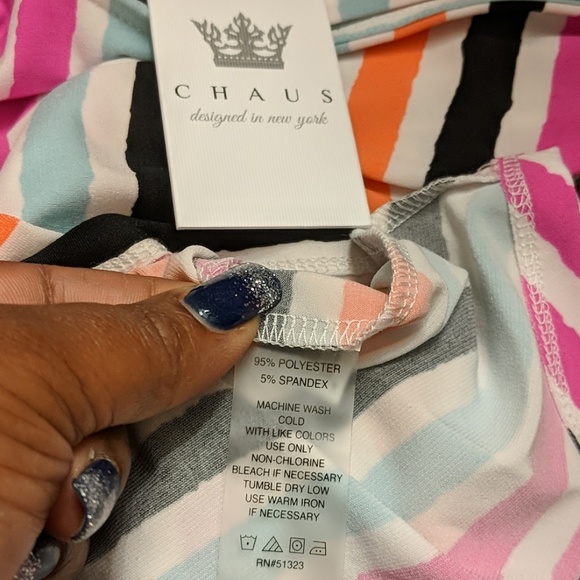 CHAUS
designed in new york
95% POLYESTER
5% SPANDEX
MACHINE WASH
COLD
WITH LIKE COLORS
USE ONLY
NON-CHLORINE
BLEACH IF NECESSARY
TUMBLE DRY LOW
USE WARM IRON
IF NECESSARY
RN#51323